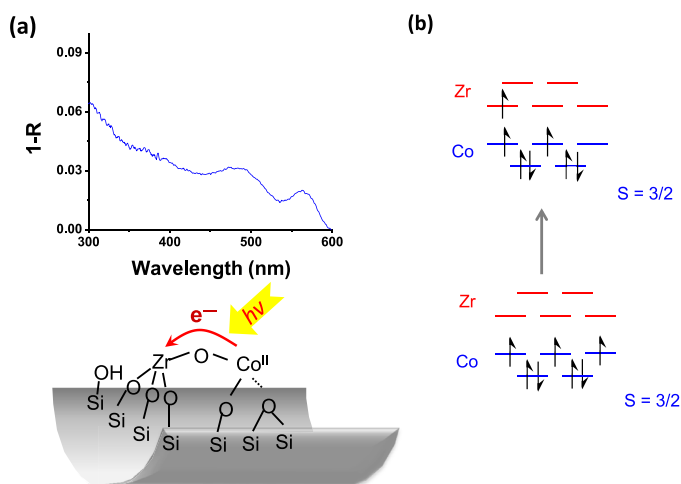 (a)
0.09
0.06
0.03
0.00
1-R
300
400
500
600
Wavelength (nm)
hν
e−
Zr
O
Co^II
OH
Si
O
Si
O
Si
O
Si
O
Si
O
Si
Si
(b)
Zr
Co
S = 3/2
Zr
Co
S = 3/2